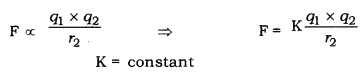 F ∝ q₁ × q₂ / r₂ ⇒ F = K q₁ × q₂ / r₂
K = constant